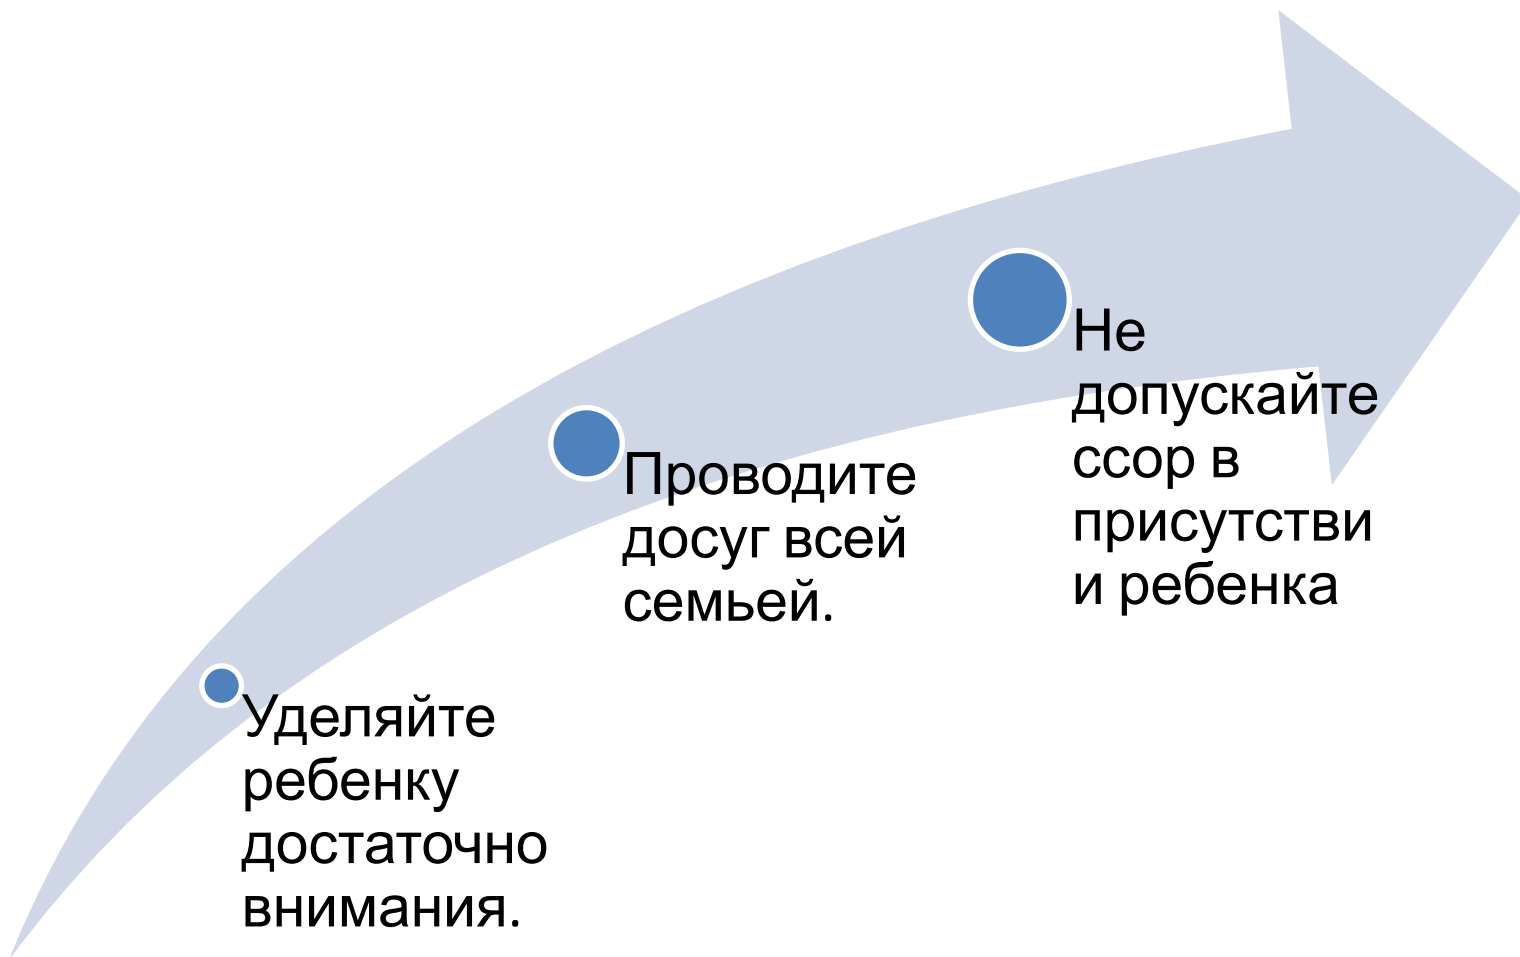 Уделяйте
ребенку
достаточно
внимания.
Проводите
досуг всей
семьей.
Не
допускайте
ссор в
присутстви
и ребенка